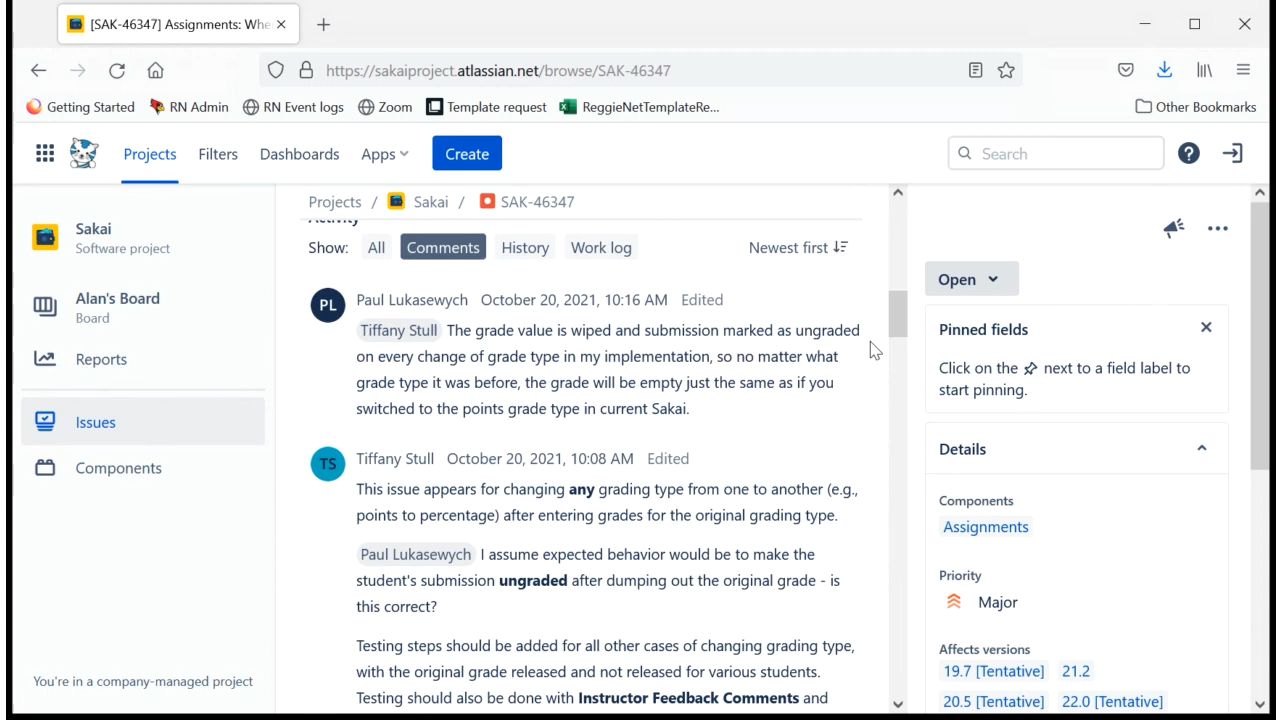 [SAK-46347] Assignments: Whe
https://sakaiproject.atlassian.net/browse/SAK-46347
Getting Started RN Admin RN Event logs Zoom Template request ReggieNetTemplateRe... Other Bookmarks
Projects Filters Dashboards Apps Create Search
Projects / Sakai / SAK-46347
Sakai
Software project
Alan's Board
Board
Reports
Issues
Components
You're in a company-managed project
Activity
Show: All Comments History Work log Newest first
PL Paul Lukasewych October 20, 2021, 10:16 AM Edited
Tiffany Stull The grade value is wiped and submission marked as ungraded
on every change of grade type in my implementation, so no matter what
grade type it was before, the grade will be empty just the same as if you
switched to the points grade type in current Sakai.
TS Tiffany Stull October 20, 2021, 10:08 AM Edited
This issue appears for changing any grading type from one to another (e.g.,
points to percentage) after entering grades for the original grading type.
Paul Lukasewych I assume expected behavior would be to make the
student's submission ungraded after dumping out the original grade - is
this correct?
Testing steps should be added for all other cases of changing grading type,
with the original grade released and not released for various students.
Testing should also be done with Instructor Feedback Comments and
Open
Pinned fields
Click on the next to a field label to
start pinning.
Details
Components
Assignments
Priority
Major
Affects versions
19.7 [Tentative] 21.2
20.5 [Tentative] 22.0 [Tentative]